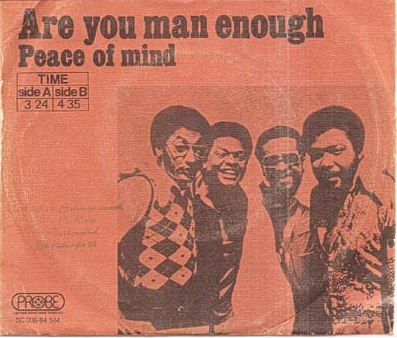 Are you man enough
Peace of mind
TIME
side A side B
3 24 4 35
PROBE
5C 006-94 544